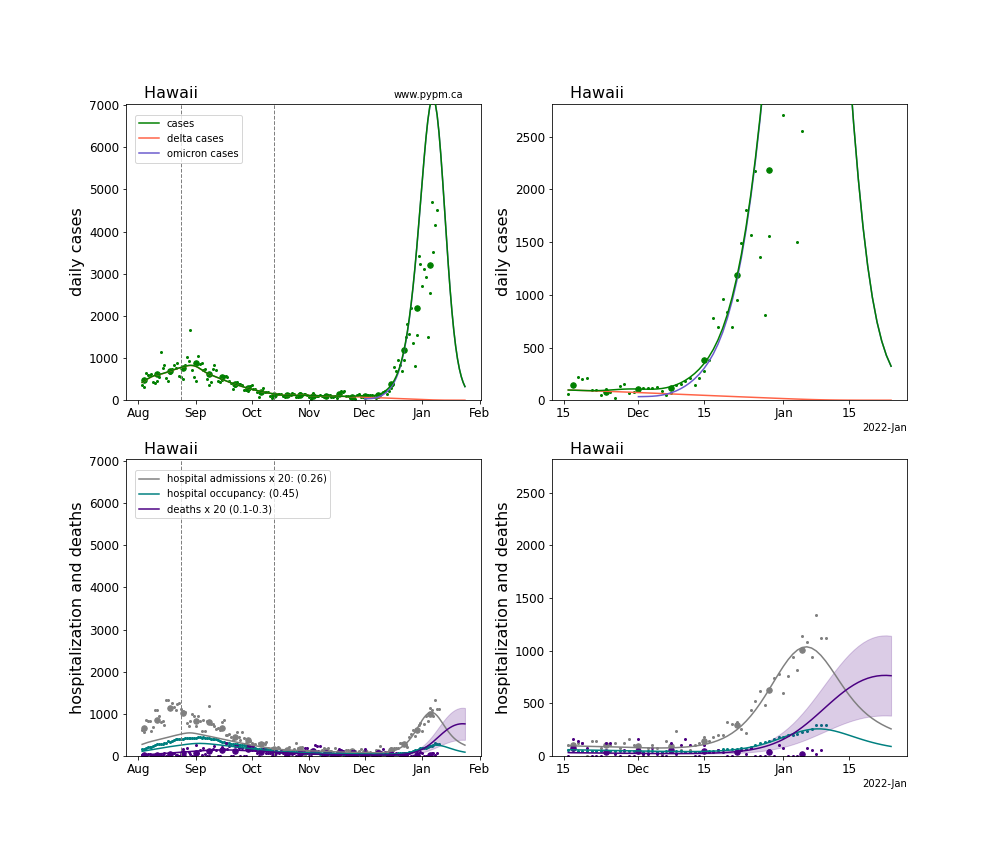 Hawaii
www.pypm.ca
7000
6000
5000
4000
3000
2000
1000
0
daily cases
cases
delta cases
omicron cases
Aug Sep Oct Nov Dec Jan Feb
Hawaii
2500
2000
1500
1000
500
0
daily cases
15 Dec 15 Jan 15
2022-Jan
Hawaii
7000
6000
5000
4000
3000
2000
1000
0
hospitalization and deaths
hospital admissions x 20: (0.26)
hospital occupancy: (0.45)
deaths x 20 (0.1-0.3)
Aug Sep Oct Nov Dec Jan Feb
Hawaii
2500
2000
1500
1000
500
0
hospitalization and deaths
15 Dec 15 Jan 15
2022-Jan